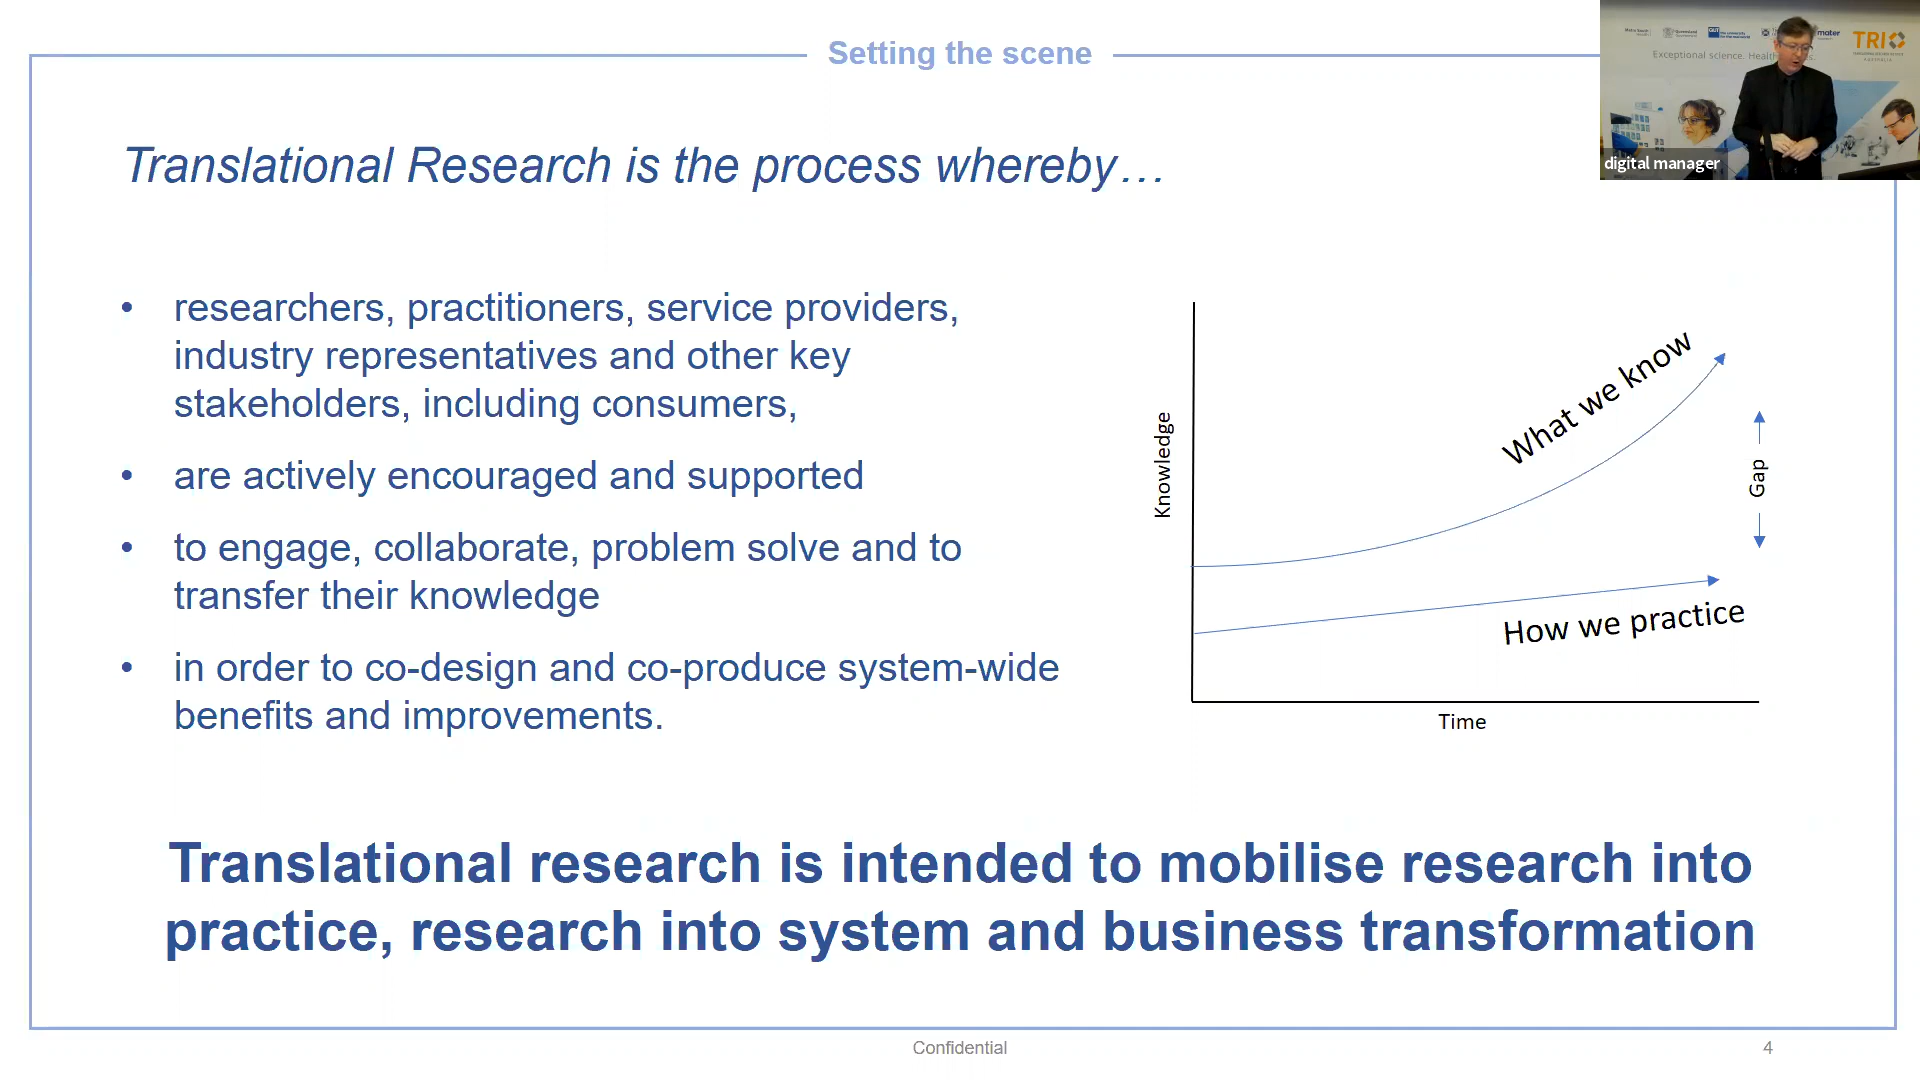 Setting the scene
Translational Research is the process whereby…
• researchers, practitioners, service providers,
industry representatives and other key
stakeholders, including consumers,
• are actively encouraged and supported
• to engage, collaborate, problem solve and to
transfer their knowledge
• in order to co-design and co-produce system-wide
benefits and improvements.
Knowledge
What we know
Gap
How we practice
Time
Translational research is intended to mobilise research into
practice, research into system and business transformation
Confidential
4
mater
TRI
Exceptional science.
digital manager